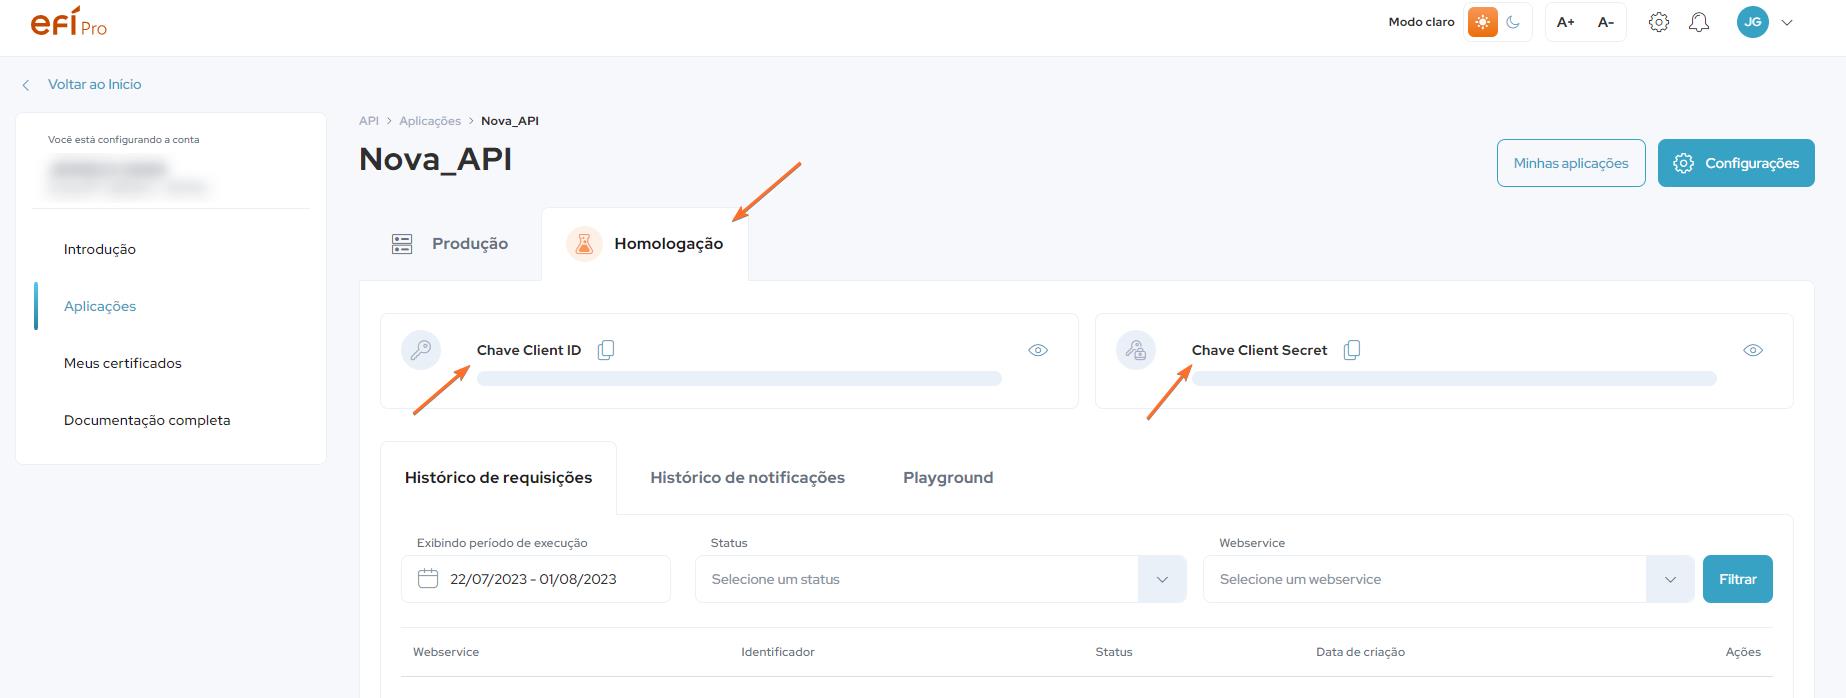 efí Pro
Modo claro
A+ A-
JG
Voltar ao Início
Você está configurando a conta
Introdução
Aplicações
Meus certificados
Documentação completa
API > Aplicações > Nova_API
Nova_API
Minhas aplicações
Configurações
Produção
Homologação
Chave Client ID
Chave Client Secret
Histórico de requisições
Histórico de notificações
Playground
Exibindo período de execução
22/07/2023 - 01/08/2023
Status
Selecione um status
Webservice
Selecione um webservice
Filtrar
Webservice Identificador Status Data de criação Ações